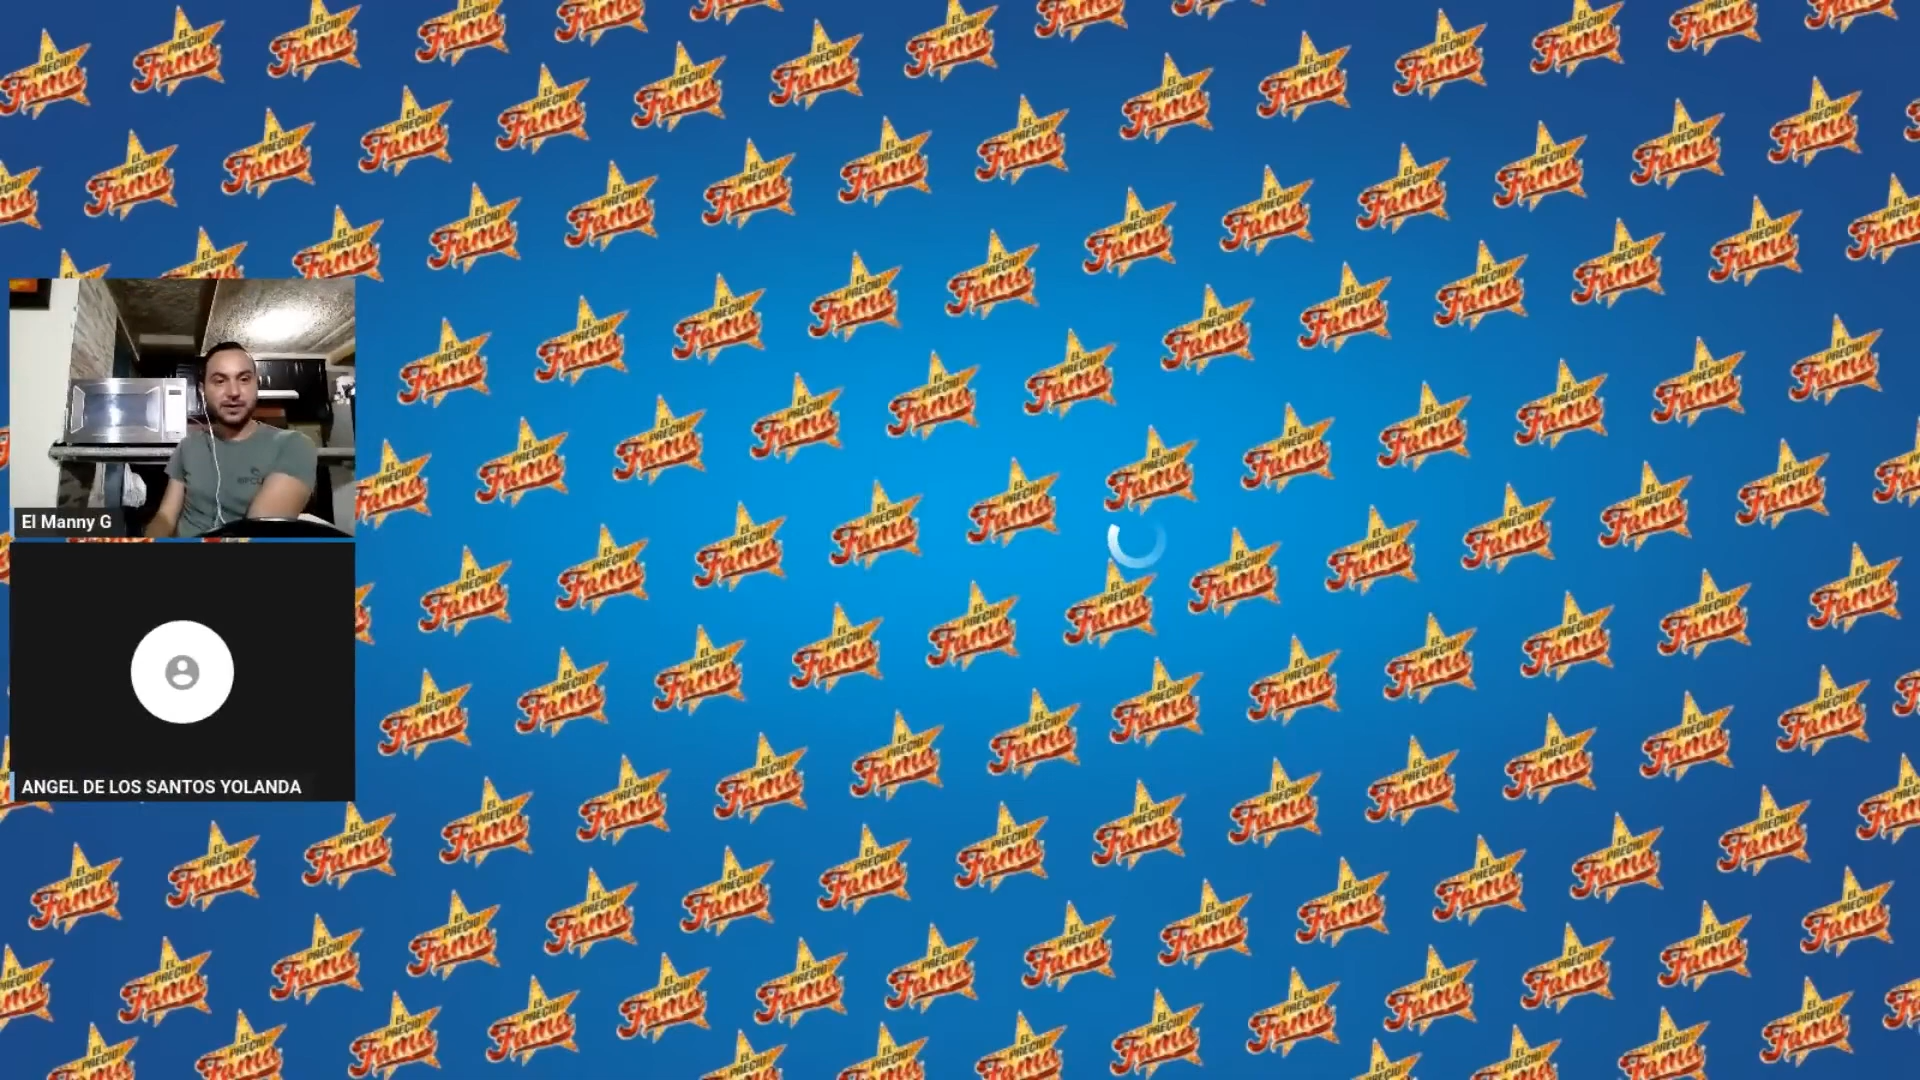 EL
PRECIO
Fama
El Manny G
ANGEL DE LOS SANTOS YOLANDA